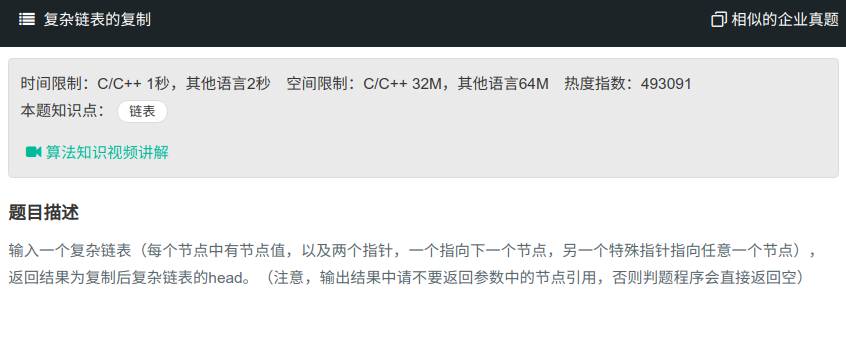 复杂链表的复制
相似的企业真题
时间限制：C/C++ 1秒，其他语言2秒 空间限制：C/C++ 32M，其他语言64M 热度指数：493091
本题知识点： 链表
算法知识视频讲解
题目描述
输入一个复杂链表（每个节点中有节点值，以及两个指针，一个指向下一个节点，另一个特殊指针指向任意一个节点），
返回结果为复制后复杂链表的head。（注意，输出结果中请不要返回参数中的节点引用，否则判题程序会直接返回空）